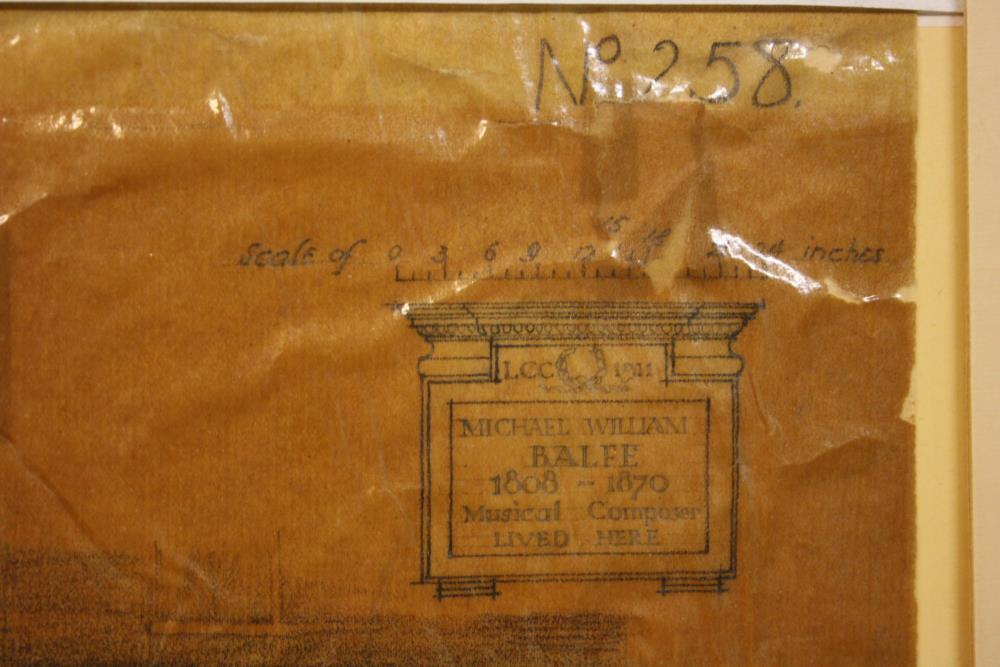 Nº 258.
15 18
Scale of 0 3 6 9 12 24 inches
LCC 1911
MICHAEL WILLIAM
BALFE
1808 - 1870
Musical Composer
LIVED HERE